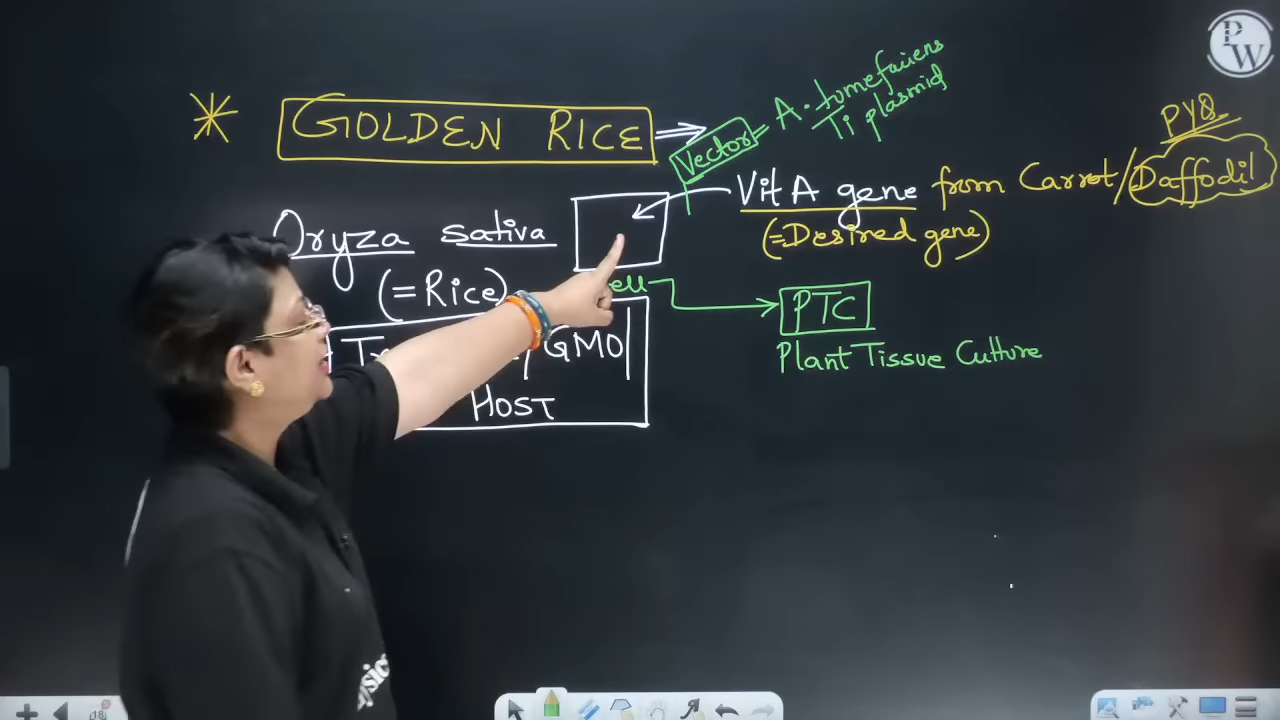 PW
* GOLDEN RICE ⇒
Vector = A. tumefaciens
Ti plasmid
PYQ
Vit A gene from Carrot/Daffodil
(=Desired gene)
Oryza sativa
(=Rice)
PTC
Plant Tissue Culture
GMO
HOST